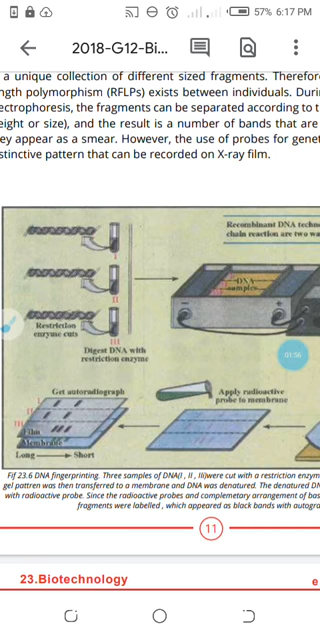 57% 6:17 PM
2018-G12-Bi...
a unique collection of different sized fragments. Therefor
ngth polymorphism (RFLPs) exists between individuals. Duri
ectrophoresis, the fragments can be separated according to t
eight or size), and the result is a number of bands that are
ey appear as a smear. However, the use of probes for genet
stinctive pattern that can be recorded on X-ray film.
Recombinant DNA techn
chain reaction are two wa
I
II
III
DNA
samples
Restriction
enzyme cuts
Digest DNA with
restriction enzyme
01:56
Get autoradiograph
Apply radioactive
probe to membrane
I
II
III
Film
Membrane
Long Short
Fif 23.6 DNA fingerprinting. Three samples of DNA(I , II , III)were cut with a restriction enzym
gel pattren was then transferred to a membrane and DNA was denatured. The denatured DN
with radioactive probe. Since the radioactive probes and complemetary arrangement of bas
fragments were labelled , which appeared as black bands with autogra
11
23.Biotechnology
e